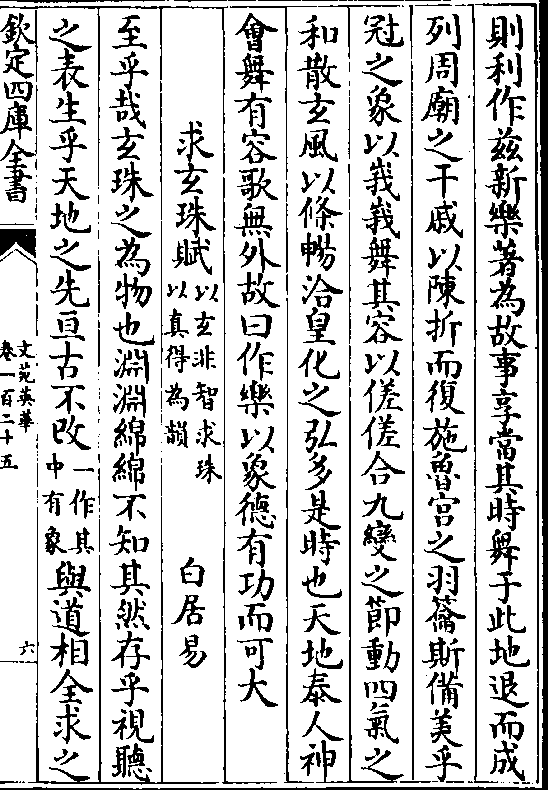 則利作茲新樂著為故事享當其時舞于此地退而成
列周廟之干戚以陳折而復施魯宫之羽籥斯備美乎
冠之象以峩峩舞其容以傞傞合九變之節動四氣之
和散玄風以條暢洽皇化之弘多是時也天地泰人神
會舞有容歌無外故曰作樂以象德有功而可大
求玄珠賦以玄非智求珠以真得為韻 白居易
至乎哉玄珠之為物也淵淵綿綿不知其然存乎視聽
之表生乎天地之先亘古不改一作其中有象與道相全求之
欽定四庫全書
文苑英華
卷一百二十五
六